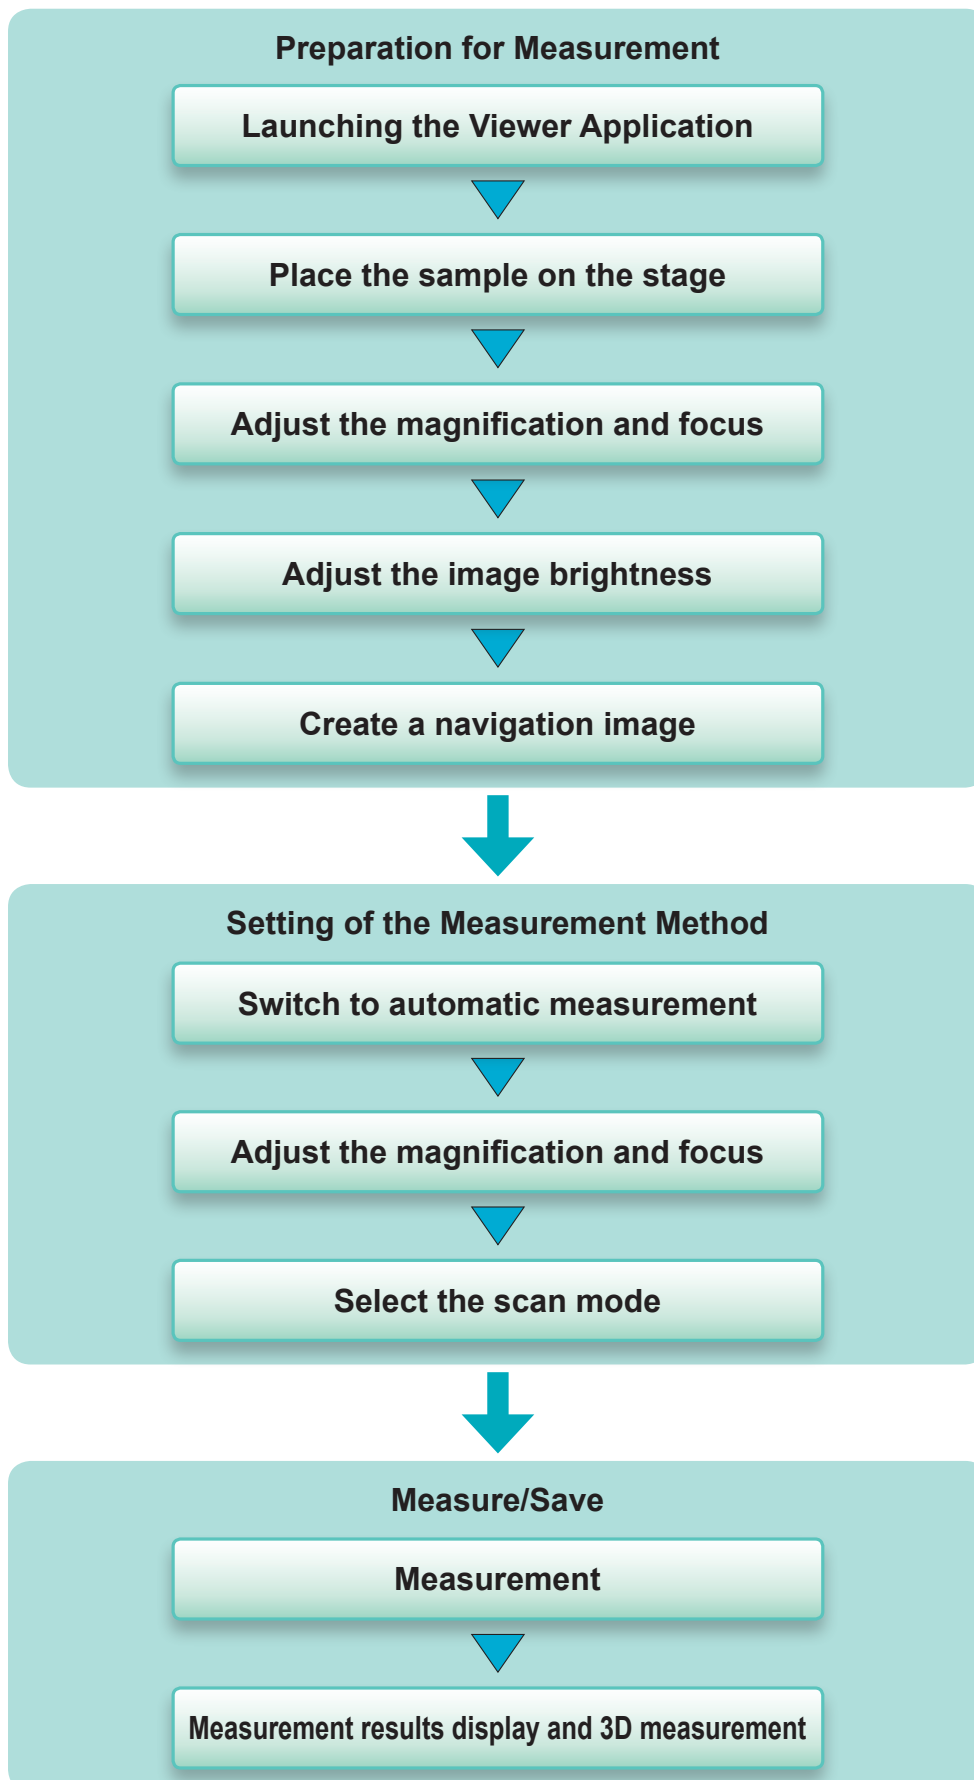 Preparation for Measurement
Launching the Viewer Application
Place the sample on the stage
Adjust the magnification and focus
Adjust the image brightness
Create a navigation image
Setting of the Measurement Method
Switch to automatic measurement
Adjust the magnification and focus
Select the scan mode
Measure/Save
Measurement
Measurement results display and 3D measurement